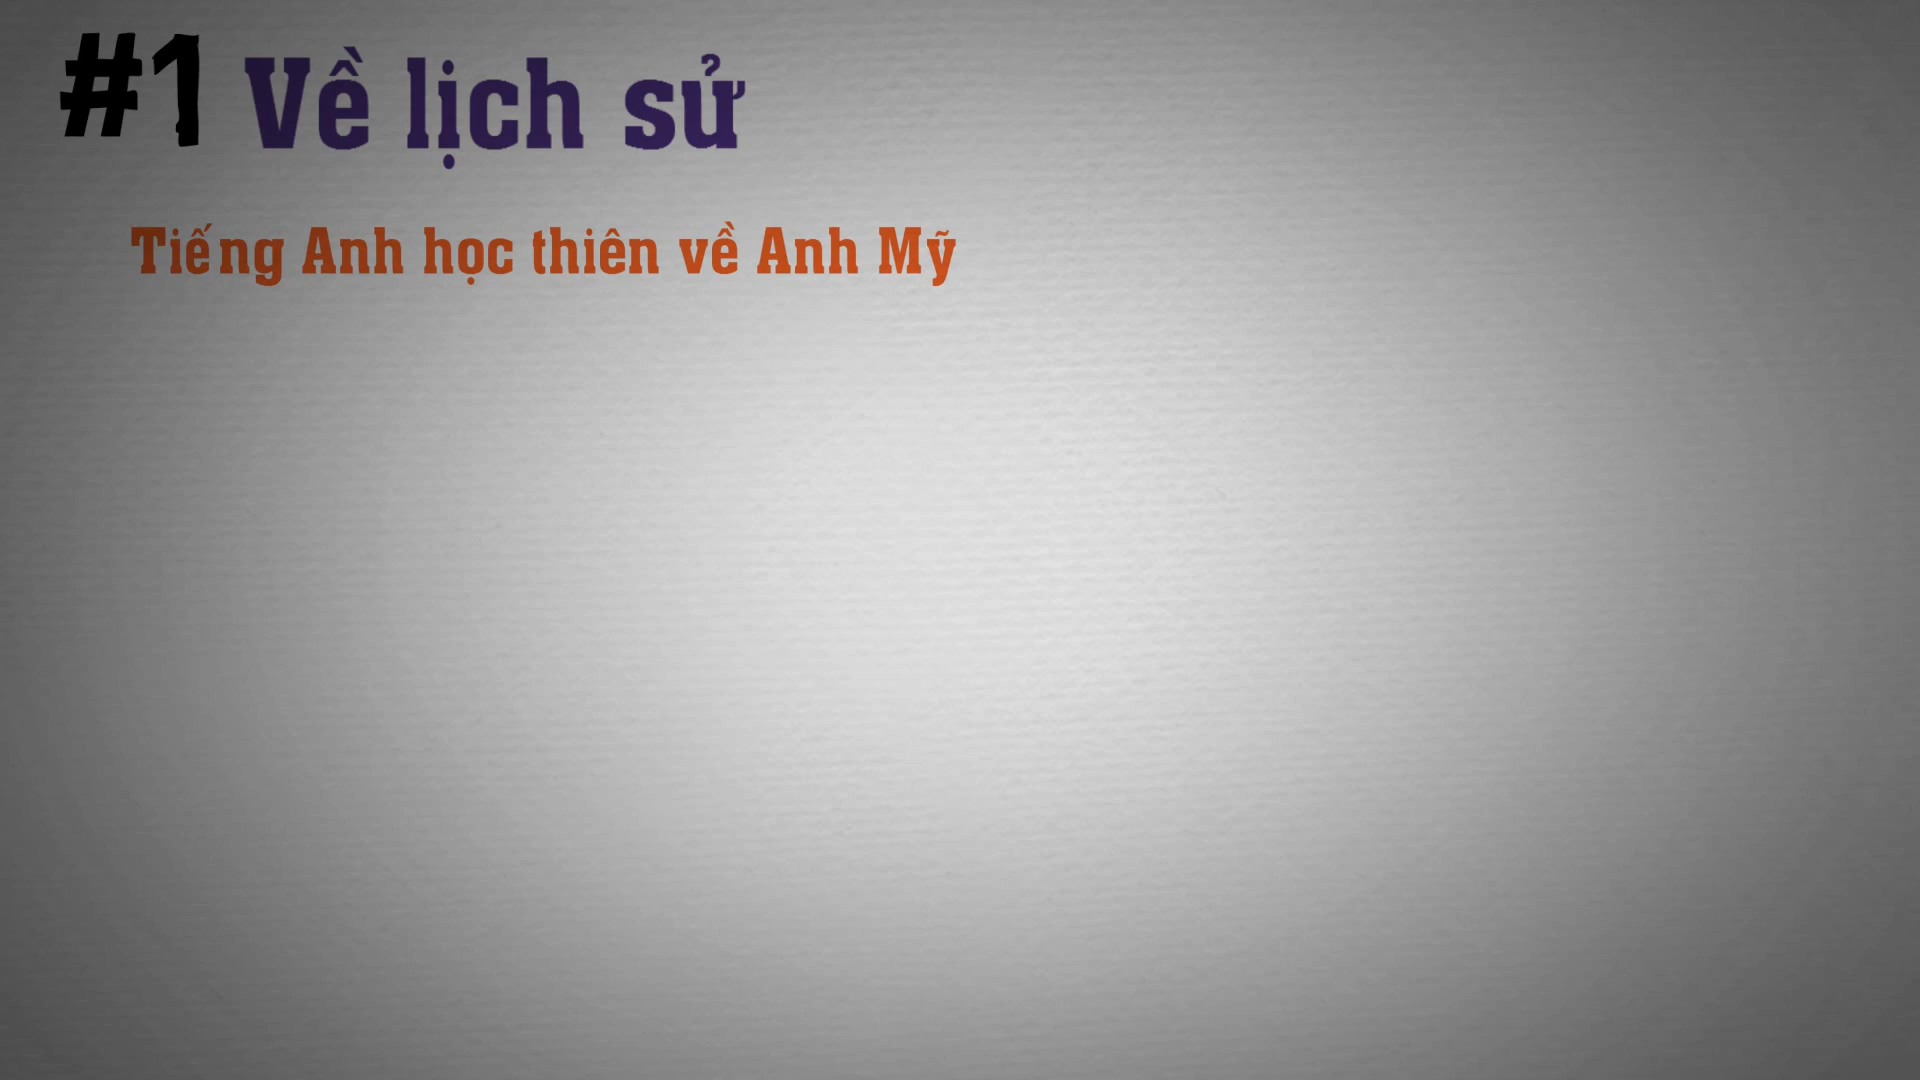 #1 Về lịch sử
Tiếng Anh học thiên về Anh Mỹ